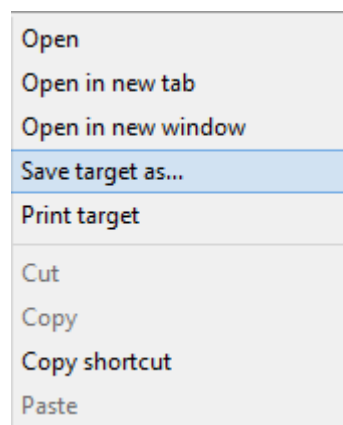 Open
Open in new tab
Open in new window
Save target as...
Print target
Cut
Copy
Copy shortcut
Paste